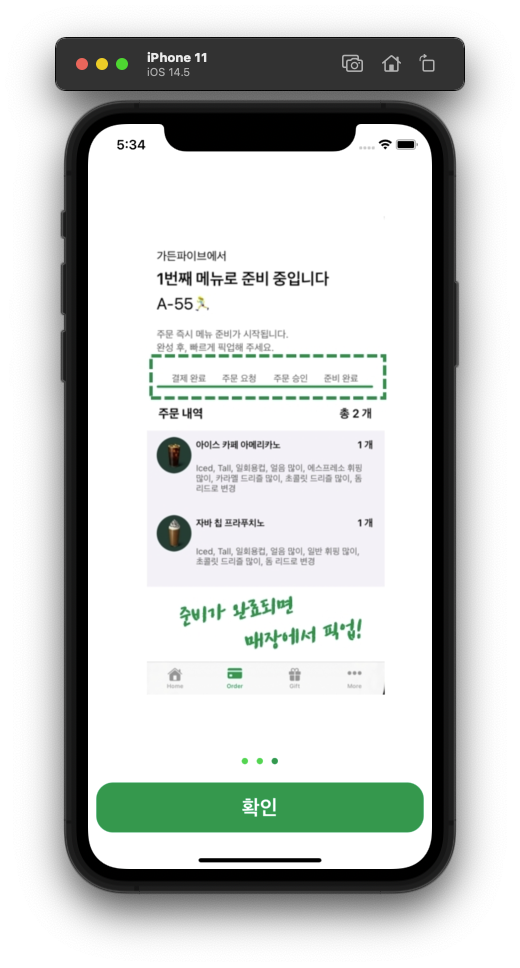 iPhone 11
iOS 14.5
5:34
가든파이브에서
1번째 메뉴로 준비 중입니다
A-55🏃
주문 즉시 메뉴 준비가 시작됩니다.
완성 후, 빠르게 픽업해 주세요.
결제 완료 주문 요청 주문 승인 준비 완료
주문 내역 총 2 개
아이스 카페 아메리카노 1 개
Iced, Tall, 일회용컵, 얼음 많이, 에스프레소 휘핑
많이, 카라멜 드리즐 많이, 초콜릿 드리즐 많이, 돔
리드로 변경
자바 칩 프라푸치노 1 개
Iced, Tall, 일회용컵, 얼음 많이, 일반 휘핑 많이,
초콜릿 드리즐 많이, 돔 리드로 변경
준비가 완료되면
매장에서 픽업!
Home Order Gift More
확인